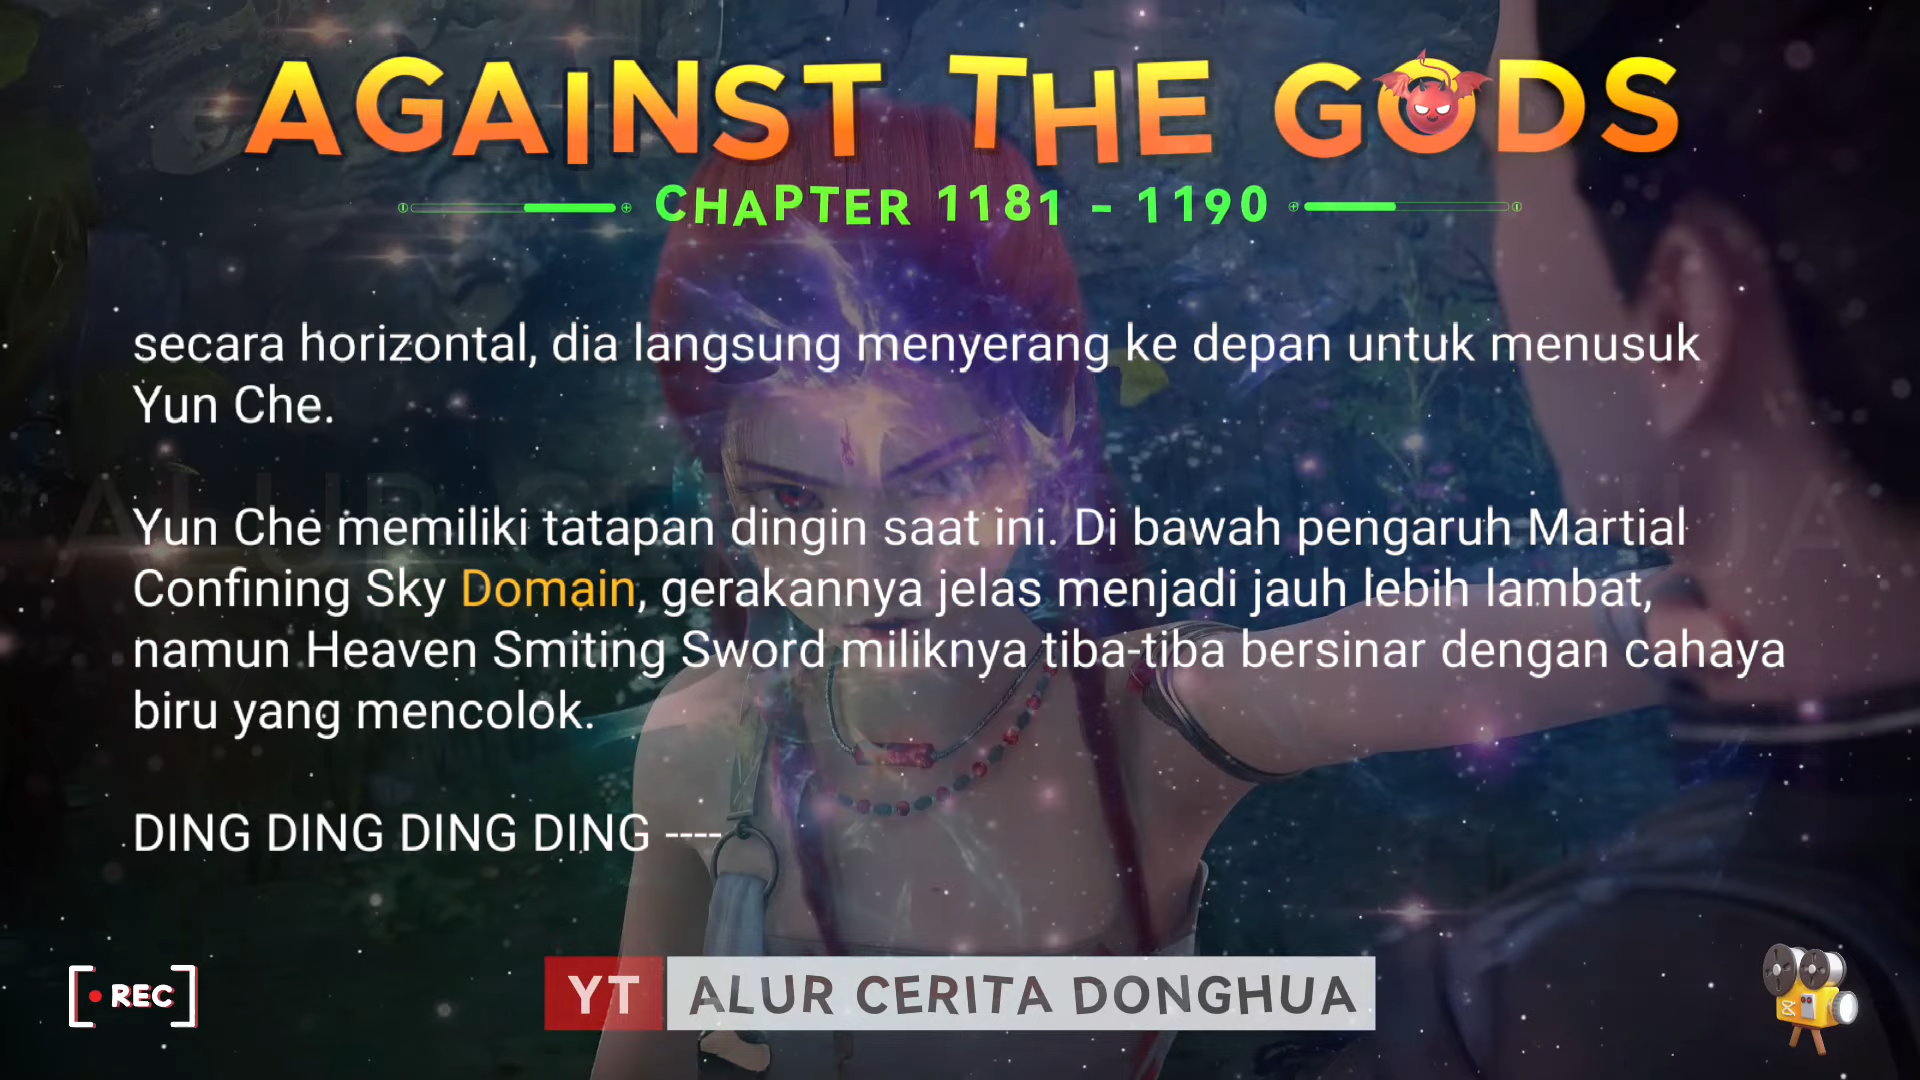 AGAINST THE GODS
CHAPTER 1181 - 1190
secara horizontal, dia langsung menyerang ke depan untuk menusuk
Yun Che.
Yun Che memiliki tatapan dingin saat ini. Di bawah pengaruh Martial
Confining Sky Domain, gerakannya jelas menjadi jauh lebih lambat,
namun Heaven Smiting Sword miliknya tiba-tiba bersinar dengan cahaya
biru yang mencolok.
DING DING DING DING ----
REC
YT ALUR CERITA DONGHUA